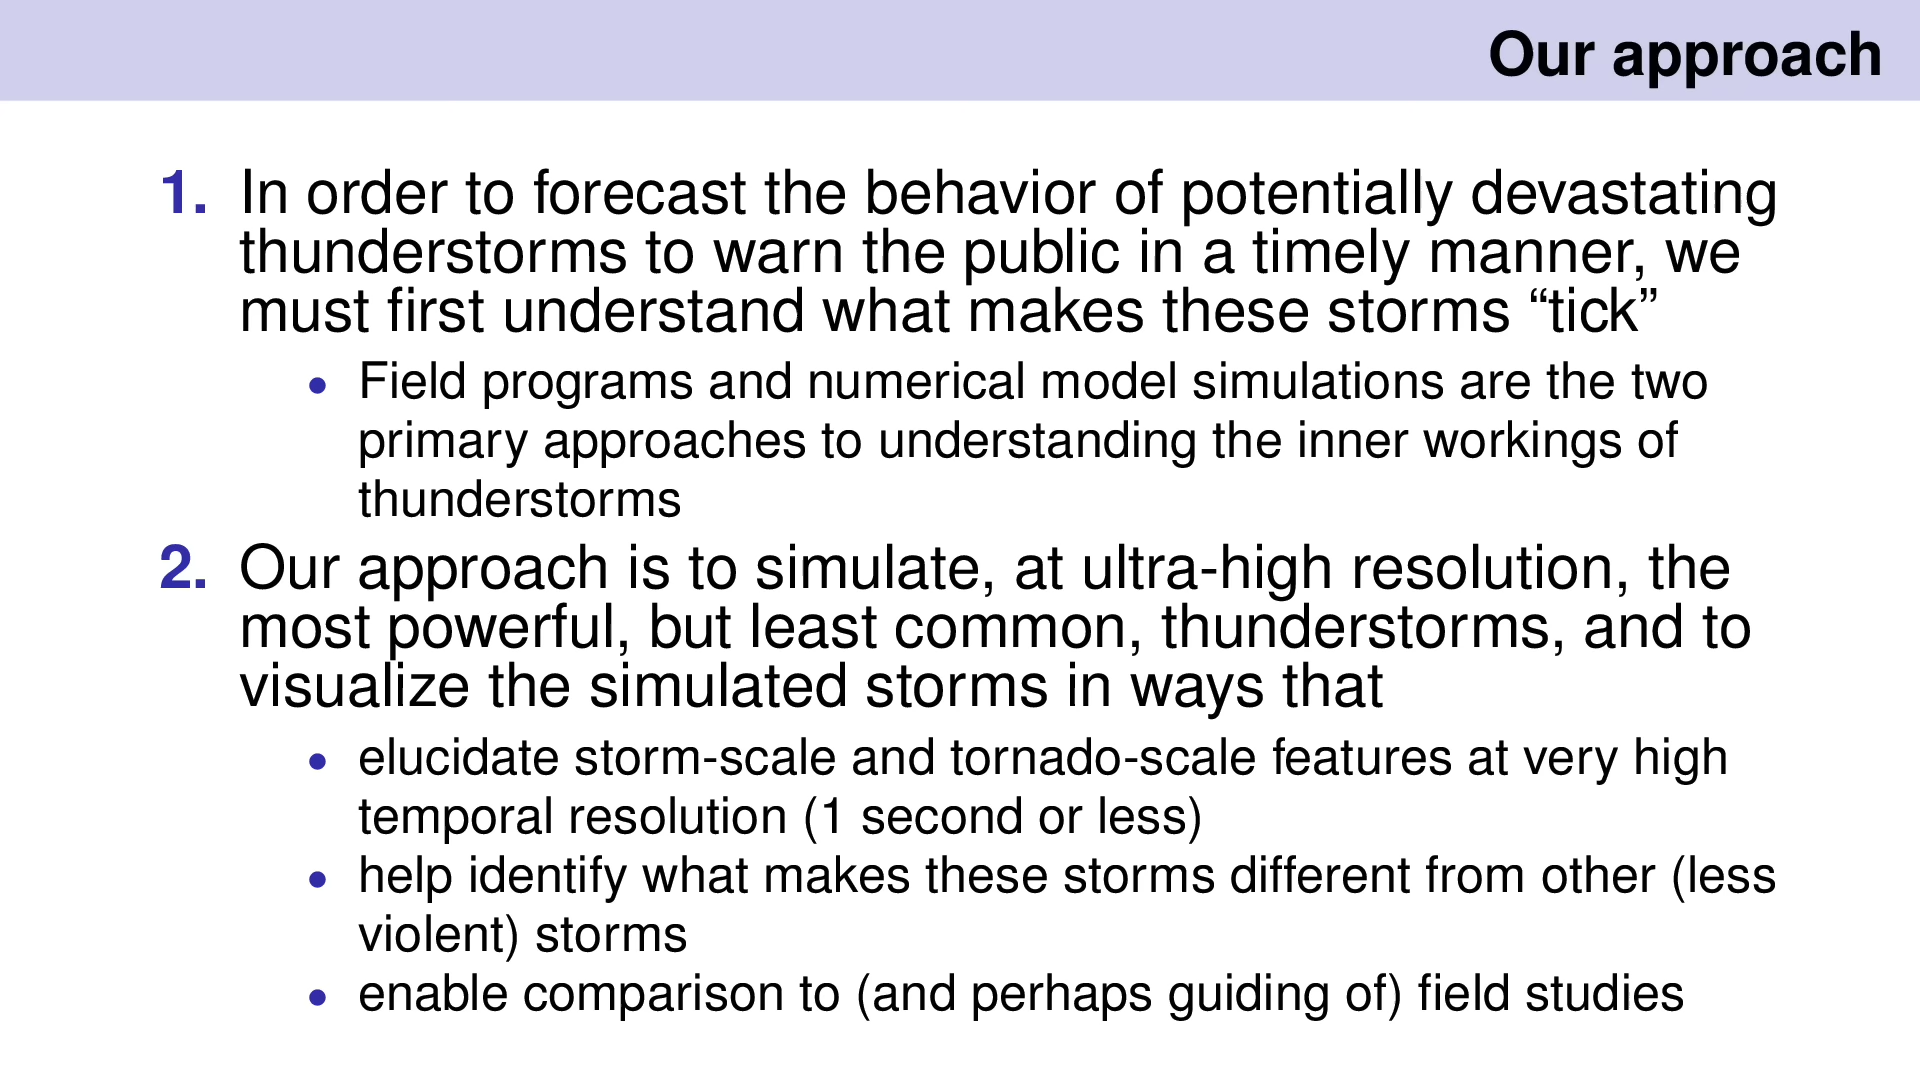 Our approach
1. In order to forecast the behavior of potentially devastating
thunderstorms to warn the public in a timely manner, we
must first understand what makes these storms “tick”
• Field programs and numerical model simulations are the two
primary approaches to understanding the inner workings of
thunderstorms
2. Our approach is to simulate, at ultra-high resolution, the
most powerful, but least common, thunderstorms, and to
visualize the simulated storms in ways that
• elucidate storm-scale and tornado-scale features at very high
temporal resolution (1 second or less)
• help identify what makes these storms different from other (less
violent) storms
• enable comparison to (and perhaps guiding of) field studies